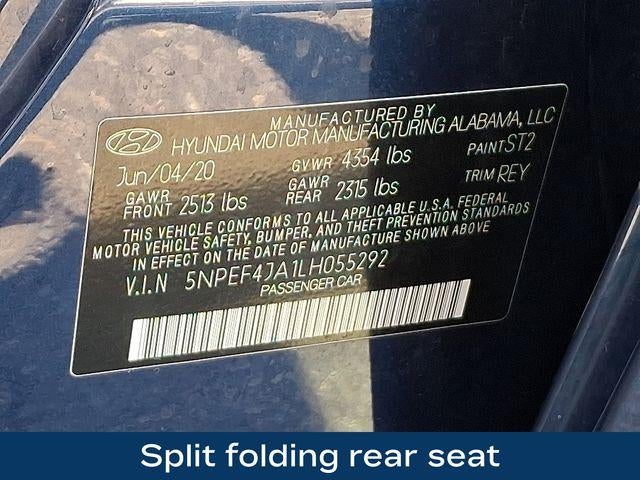 MANUFACTURED BY
HYUNDAI MOTOR MANUFACTURING ALABAMA, LLC
Jun/04/20 GVWR 4354 lbs PAINT ST2
GAWR FRONT 2513 lbs GAWR REAR 2315 lbs TRIM REY
THIS VEHICLE CONFORMS TO ALL APPLICABLE U.S.A. FEDERAL
MOTOR VEHICLE SAFETY, BUMPER, AND THEFT PREVENTION STANDARDS
IN EFFECT ON THE DATE OF MANUFACTURE SHOWN ABOVE
V.I.N 5NPEF4JA1LH055292
PASSENGER CAR
Split folding rear seat